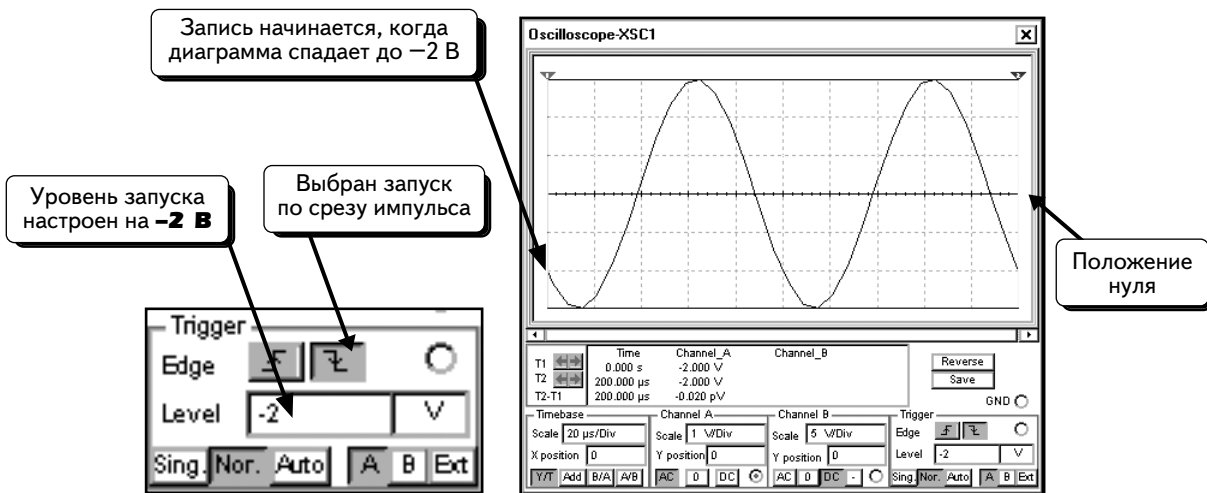 Запись начинается, когда
диаграмма спадает до −2 В
Уровень запуска
настроен на –2 В
Выбран запуск
по срезу импульса
Положение
нуля
Trigger
Edge
Level -2 V
Sing. Nor. Auto A B Ext
Oscilloscope-XSC1
Time Channel_A Channel_B
T1 0.000 s -2.000 V
T2 200.000 µs -2.000 V
T2-T1 200.000 µs -0.020 pV
Reverse
Save
GND
Timebase Channel A Channel B Trigger
Scale 20 µs/Div Scale 1 V/Div Scale 5 V/Div Edge
X position 0 Y position 0 Y position 0 Level -2 V
Y/T Add B/A A/B AC 0 DC AC 0 DC - Sing. Nor. Auto A B Ext